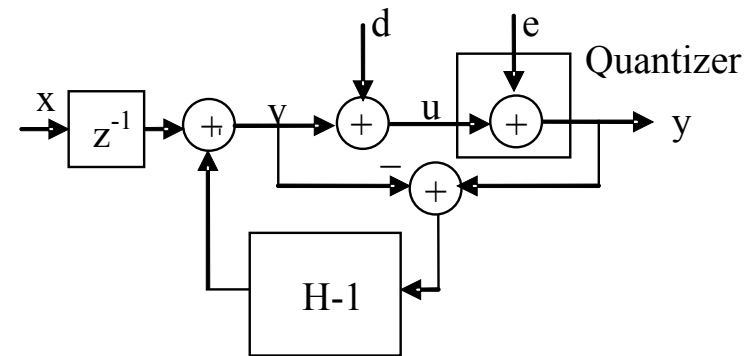 d
e
Quantizer
x
z⁻¹
+
v
+
u
+
y
−
+
H-1